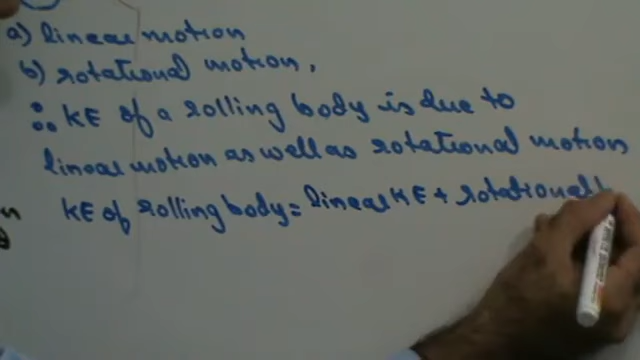 a) linear motion
b) rotational motion,
∴ KE of a rolling body is due to
linear motion as well as rotational motion
KE of rolling body = linear KE + rotational